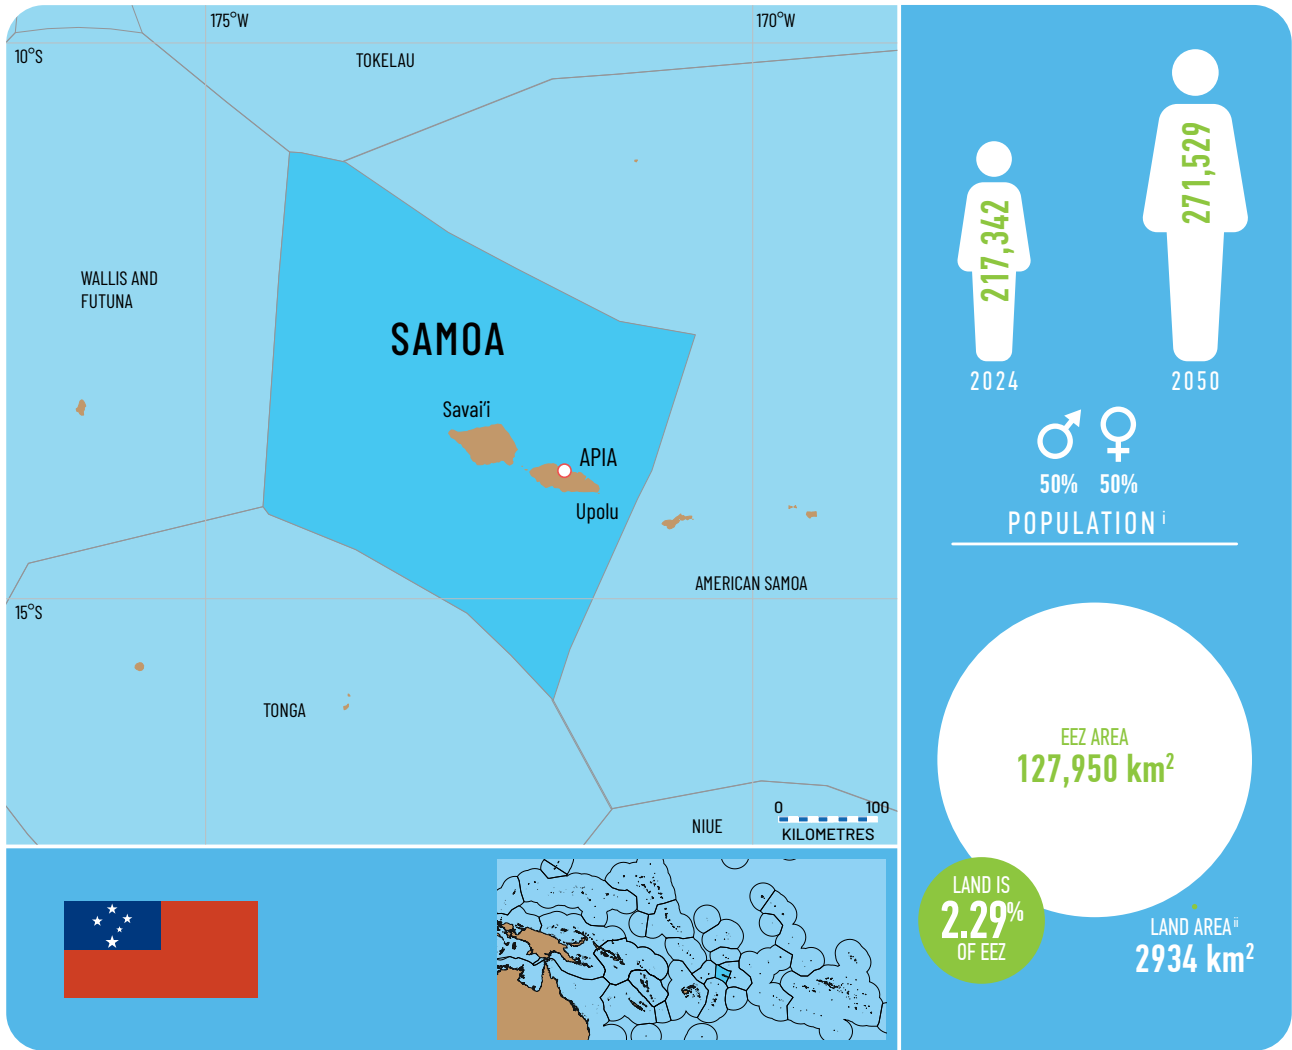 175°W
170°W
10°S
TOKELAU
WALLIS AND
FUTUNA
SAMOA
Savai'i
APIA
Upolu
AMERICAN SAMOA
15°S
TONGA
NIUE
0 100
KILOMETRES
217,342
271,529
2024
2050
50% 50%
POPULATION i
EEZ AREA
127,950 km²
LAND IS
2.29%
OF EEZ
LAND AREA ii
2934 km²